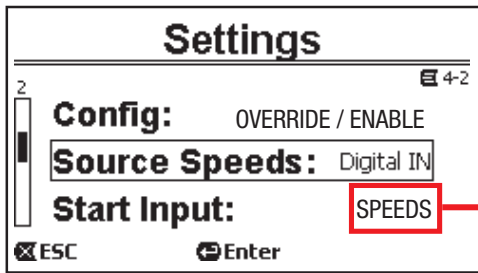 Settings
4-2
2
Config: OVERRIDE / ENABLE
Source Speeds: Digital IN
Start Input: SPEEDS
ESC Enter